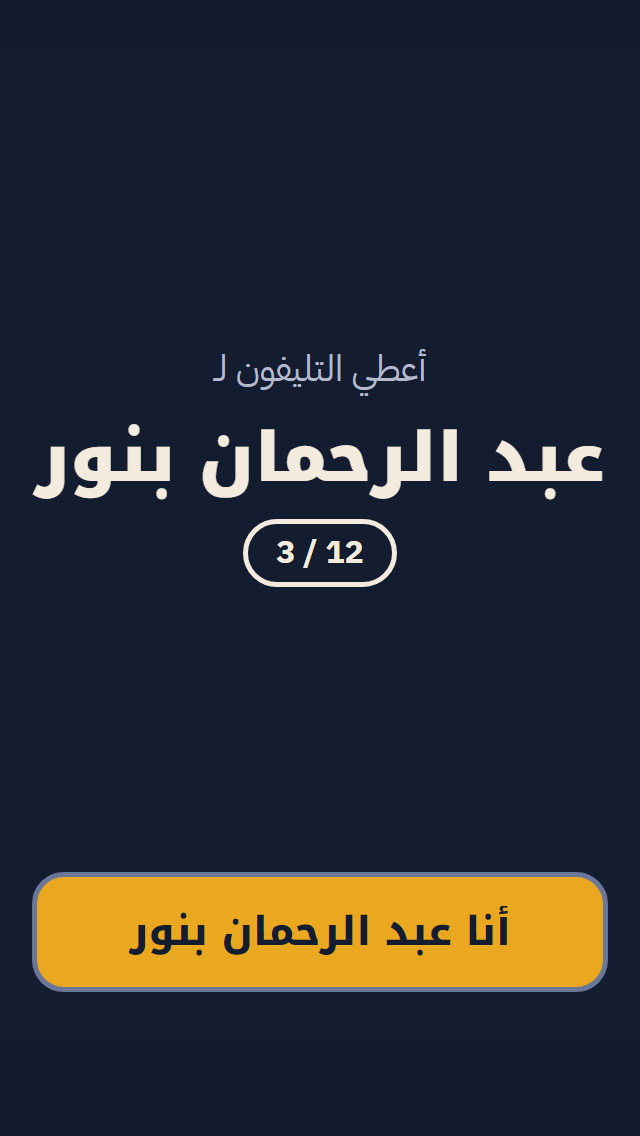 أعطي التليفون لـ
عبد الرحمان بنور
3 / 12
أنا عبد الرحمان بنور